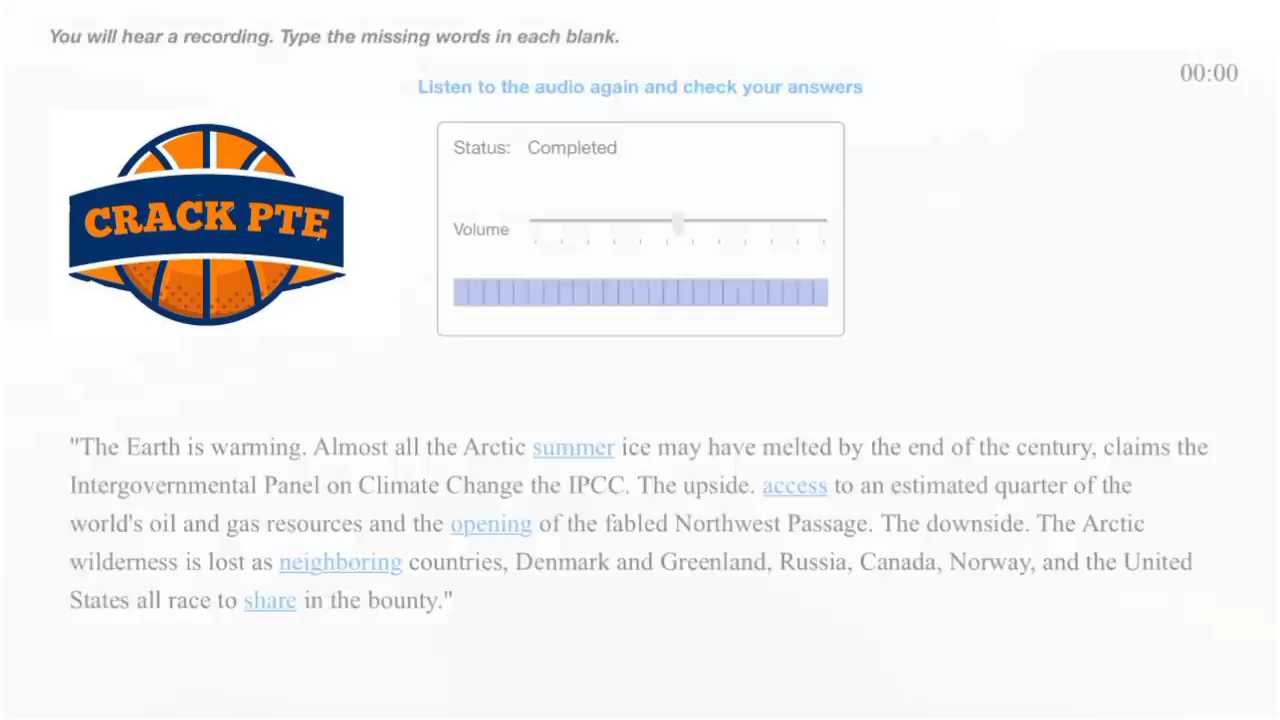 You will hear a recording. Type the missing words in each blank.
00:00
Listen to the audio again and check your answers
CRACK PTE
Status: Completed
Volume
"The Earth is warming. Almost all the Arctic summer ice may have melted by the end of the century, claims the
Intergovernmental Panel on Climate Change the IPCC. The upside. access to an estimated quarter of the
world's oil and gas resources and the opening of the fabled Northwest Passage. The downside. The Arctic
wilderness is lost as neighboring countries, Denmark and Greenland, Russia, Canada, Norway, and the United
States all race to share in the bounty."